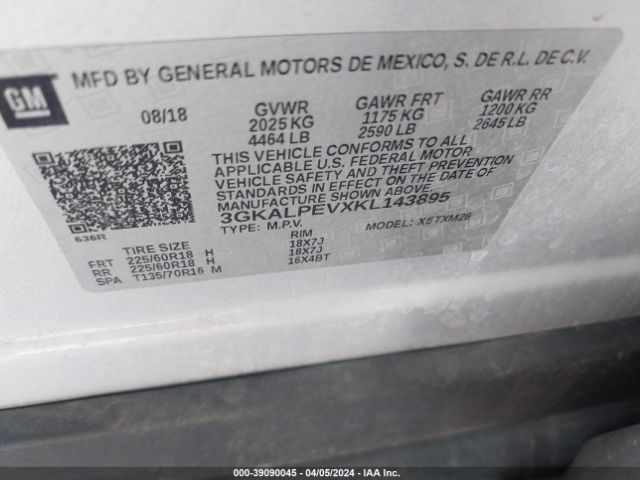 GM
MFD BY GENERAL MOTORS DE MEXICO, S. DE R.L. DE C.V.
08/18 GVWR GAWR FRT GAWR RR
2025 KG 1175 KG 1200 KG
4464 LB 2590 LB 2645 LB
THIS VEHICLE CONFORMS TO ALL
APPLICABLE U.S. FEDERAL MOTOR
VEHICLE SAFETY AND THEFT PREVENTION
STANDARDS IN EFFECT ON THE DATE OF
MANUFACTURE SHOWN ABOVE.
3GKALPEVXKL143895
TYPE: M.P.V. MODEL: X5TXM26
636R
TIRE SIZE RIM
FRT 225/60R18 H 18X7J
RR 225/60R18 H 18X7J
SPA T135/70R16 M 16X4BT
000-39090045 - 04/05/2024 - IAA Inc.